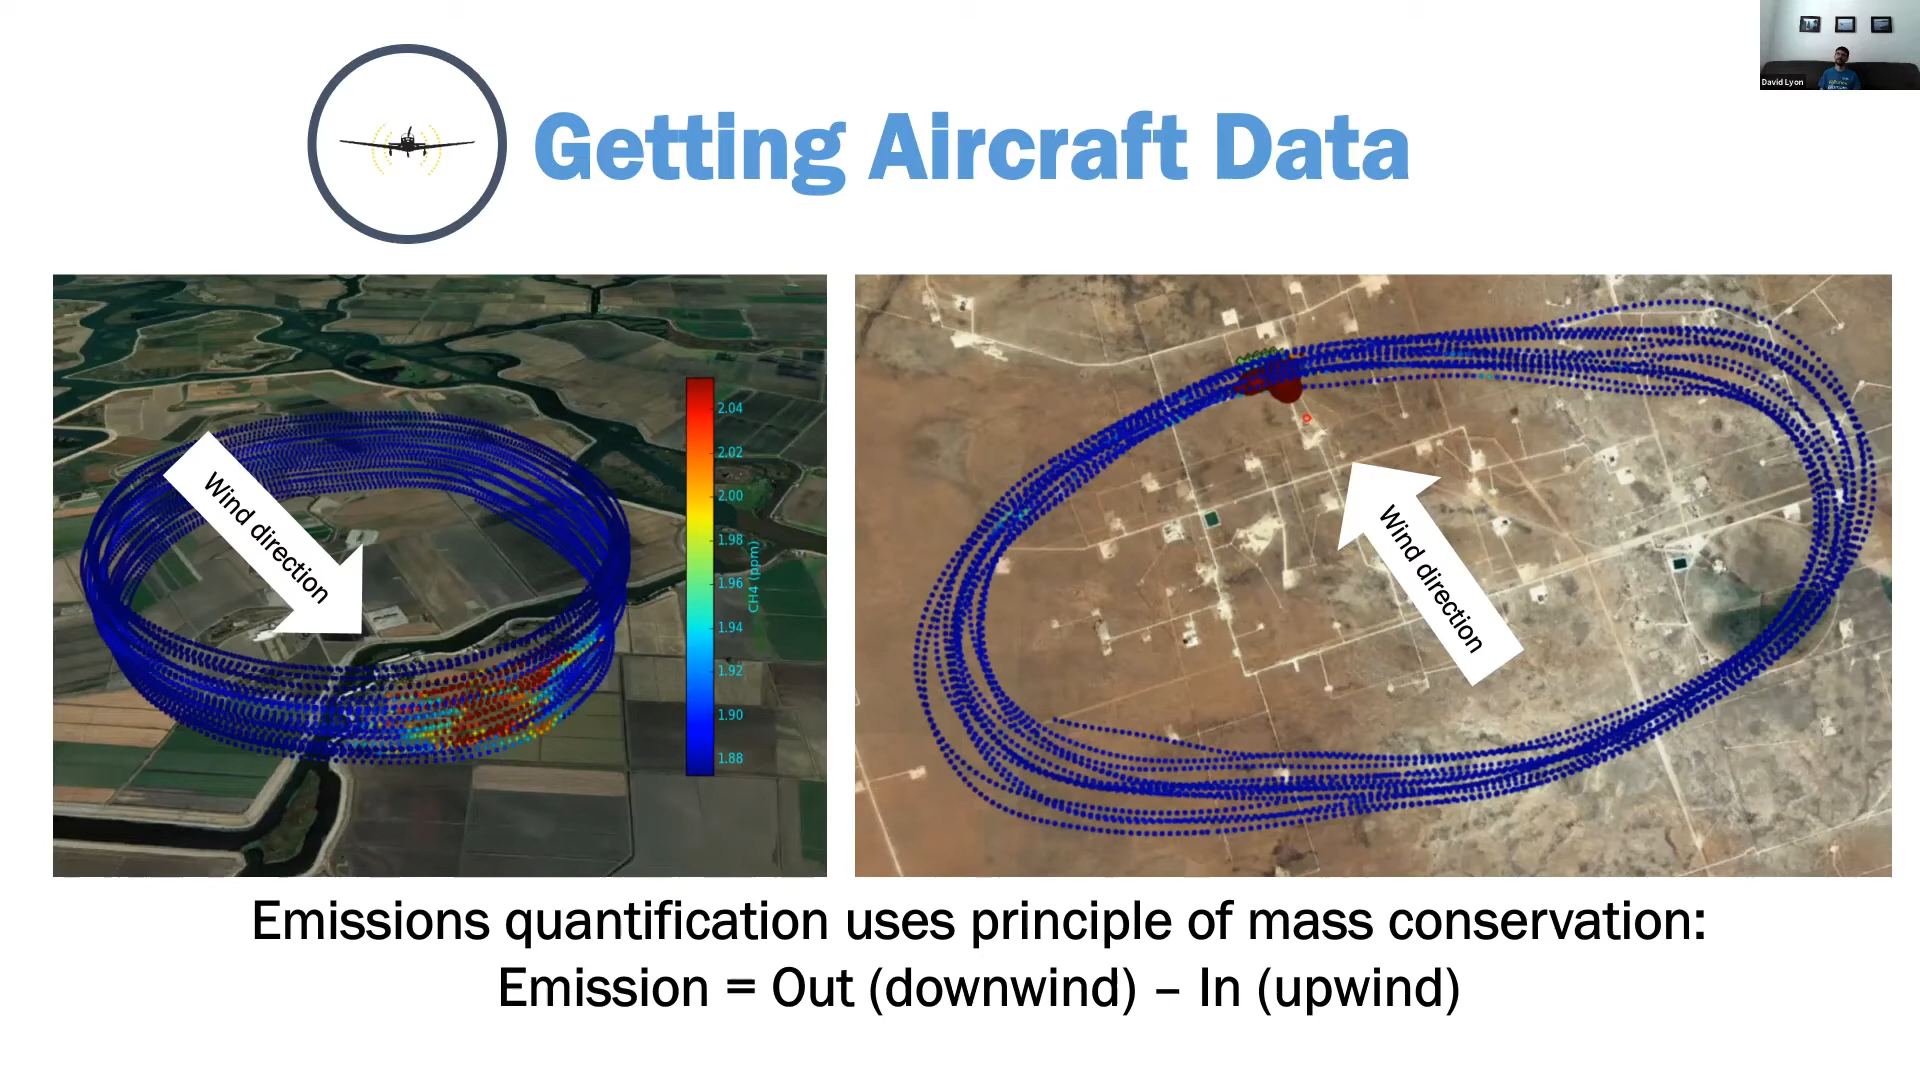 David Lyon
Getting Aircraft Data
Wind direction
2.04
2.02
2.00
1.98
1.96
1.94
1.92
1.90
1.88
CH4 (ppm)
Wind direction
Emissions quantification uses principle of mass conservation:
Emission = Out (downwind) – In (upwind)